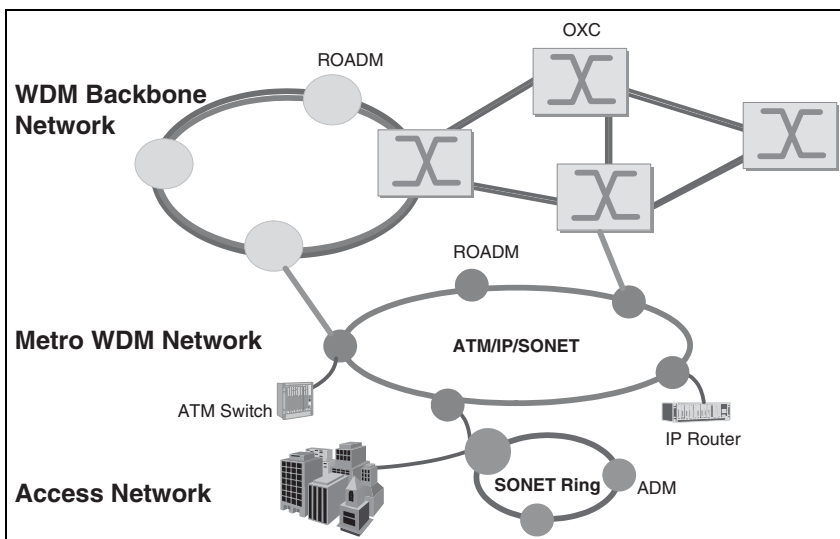 OXC
ROADM
WDM Backbone
Network
ROADM
Metro WDM Network
ATM/IP/SONET
ATM Switch
IP Router
Access Network
SONET Ring
ADM